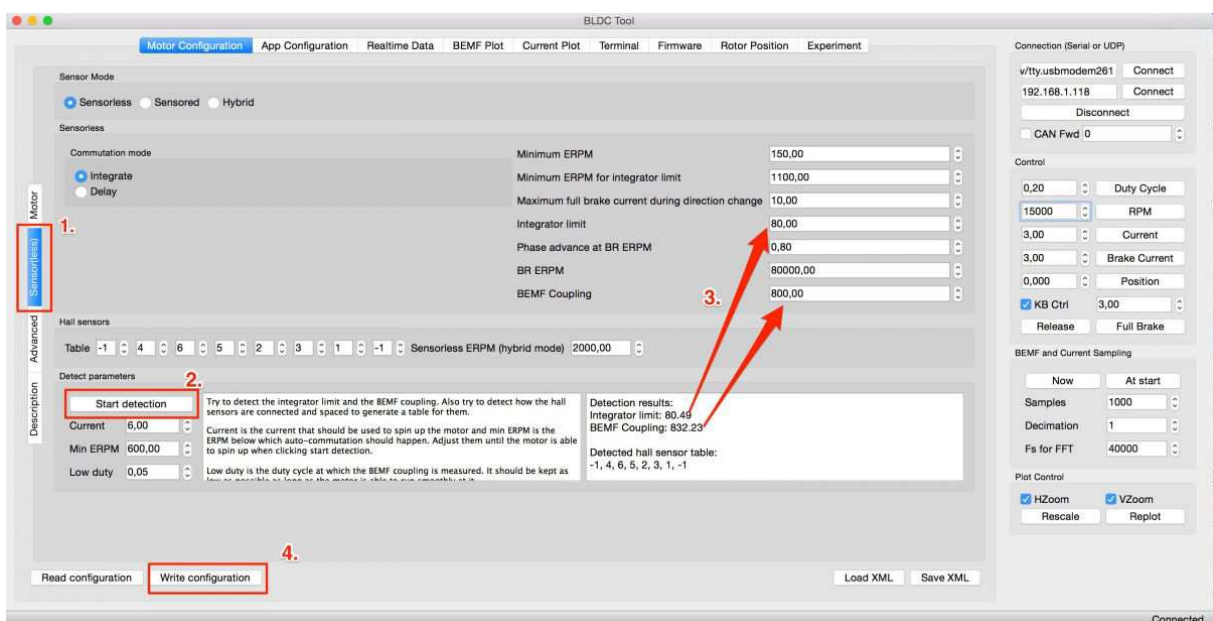 BLDC Tool
Motor Configuration App Configuration Realtime Data BEMF Plot Current Plot Terminal Firmware Rotor Position Experiment
Motor
1.
Sensor(less)
Advanced
Description
Sensor Mode
Sensorless Sensored Hybrid
Sensorless
Commutation mode
Integrate
Delay
Minimum ERPM 150,00
Minimum ERPM for integrator limit 1100,00
Maximum full brake current during direction change 10,00
Integrator limit 80,00
Phase advance at BR ERPM 0,80
BR ERPM 80000,00
BEMF Coupling 800,00
3.
Hall sensors
Table -1 4 6 5 2 3 1 -1 Sensorless ERPM (hybrid mode) 2000,00
Detect parameters
2.
Start detection
Current 6,00
Min ERPM 600,00
Low duty 0,05
Try to detect the integrator limit and the BEMF coupling. Also try to detect how the hall
sensors are connected and spaced to generate a table for them.
Current is the current that should be used to spin up the motor and min ERPM is the
ERPM below which auto-commutation should happen. Adjust them until the motor is able
to spin up when clicking start detection.
Low duty is the duty cycle at which the BEMF coupling is measured. It should be kept as
Detection results:
Integrator limit: 80.49
BEMF Coupling: 832.23
Detected hall sensor table:
-1, 4, 6, 5, 2, 3, 1, -1
4.
Read configuration Write configuration Load XML Save XML
Connection (Serial or UDP)
v/tty.usbmodem261 Connect
192.168.1.118 Connect
Disconnect
CAN Fwd 0
Control
0,20 Duty Cycle
15000 RPM
3,00 Current
3,00 Brake Current
0,000 Position
KB Ctrl 3,00
Release Full Brake
BEMF and Current Sampling
Now At start
Samples 1000
Decimation 1
Fs for FFT 40000
Plot Control
HZoom VZoom
Rescale Replot
Connected